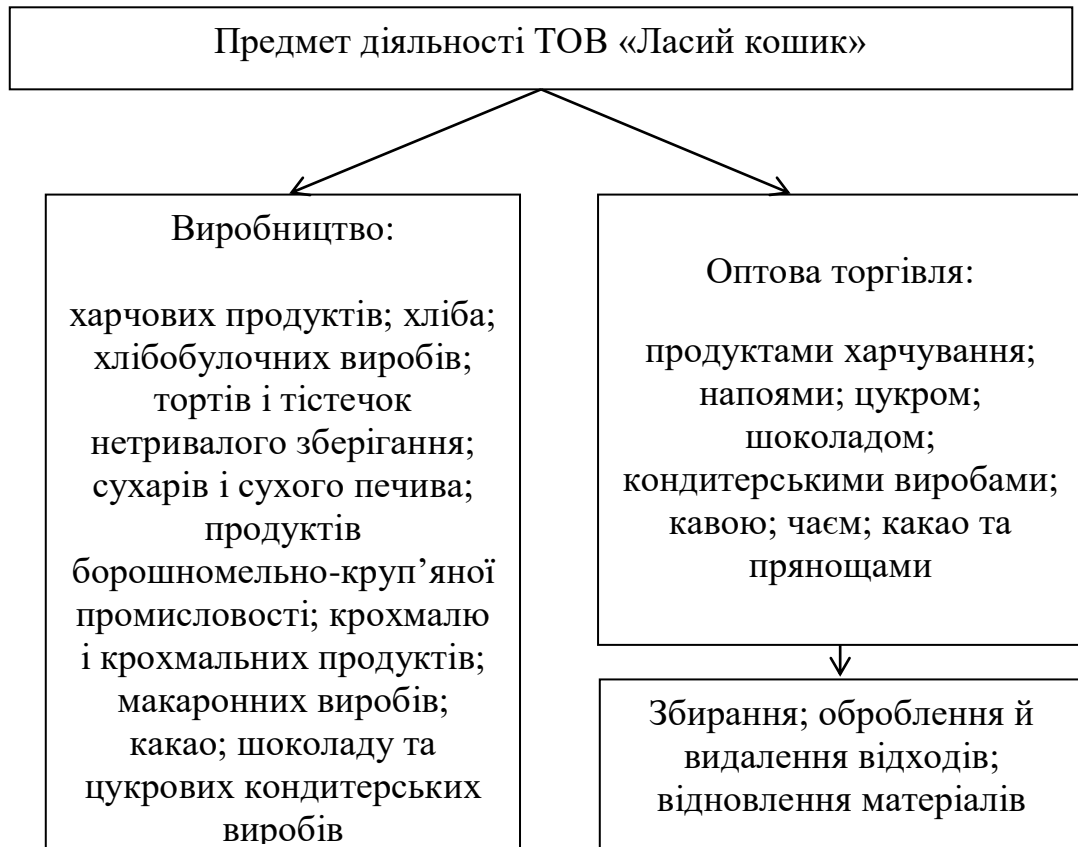 Предмет діяльності ТОВ «Ласий кошик»
Виробництво:
харчових продуктів; хліба;
хлібобулочних виробів;
тортів і тістечок
нетривалого зберігання;
сухарів і сухого печива;
продуктів
борошномельно-круп’яної
промисловості; крохмалю
і крохмальних продуктів;
макаронних виробів;
какао; шоколаду та
цукрових кондитерських
виробів
Оптова торгівля:
продуктами харчування;
напоями; цукром;
шоколадом;
кондитерськими виробами;
кавою; чаєм; какао та
прянощами
Збирання; оброблення й
видалення відходів;
відновлення матеріалів